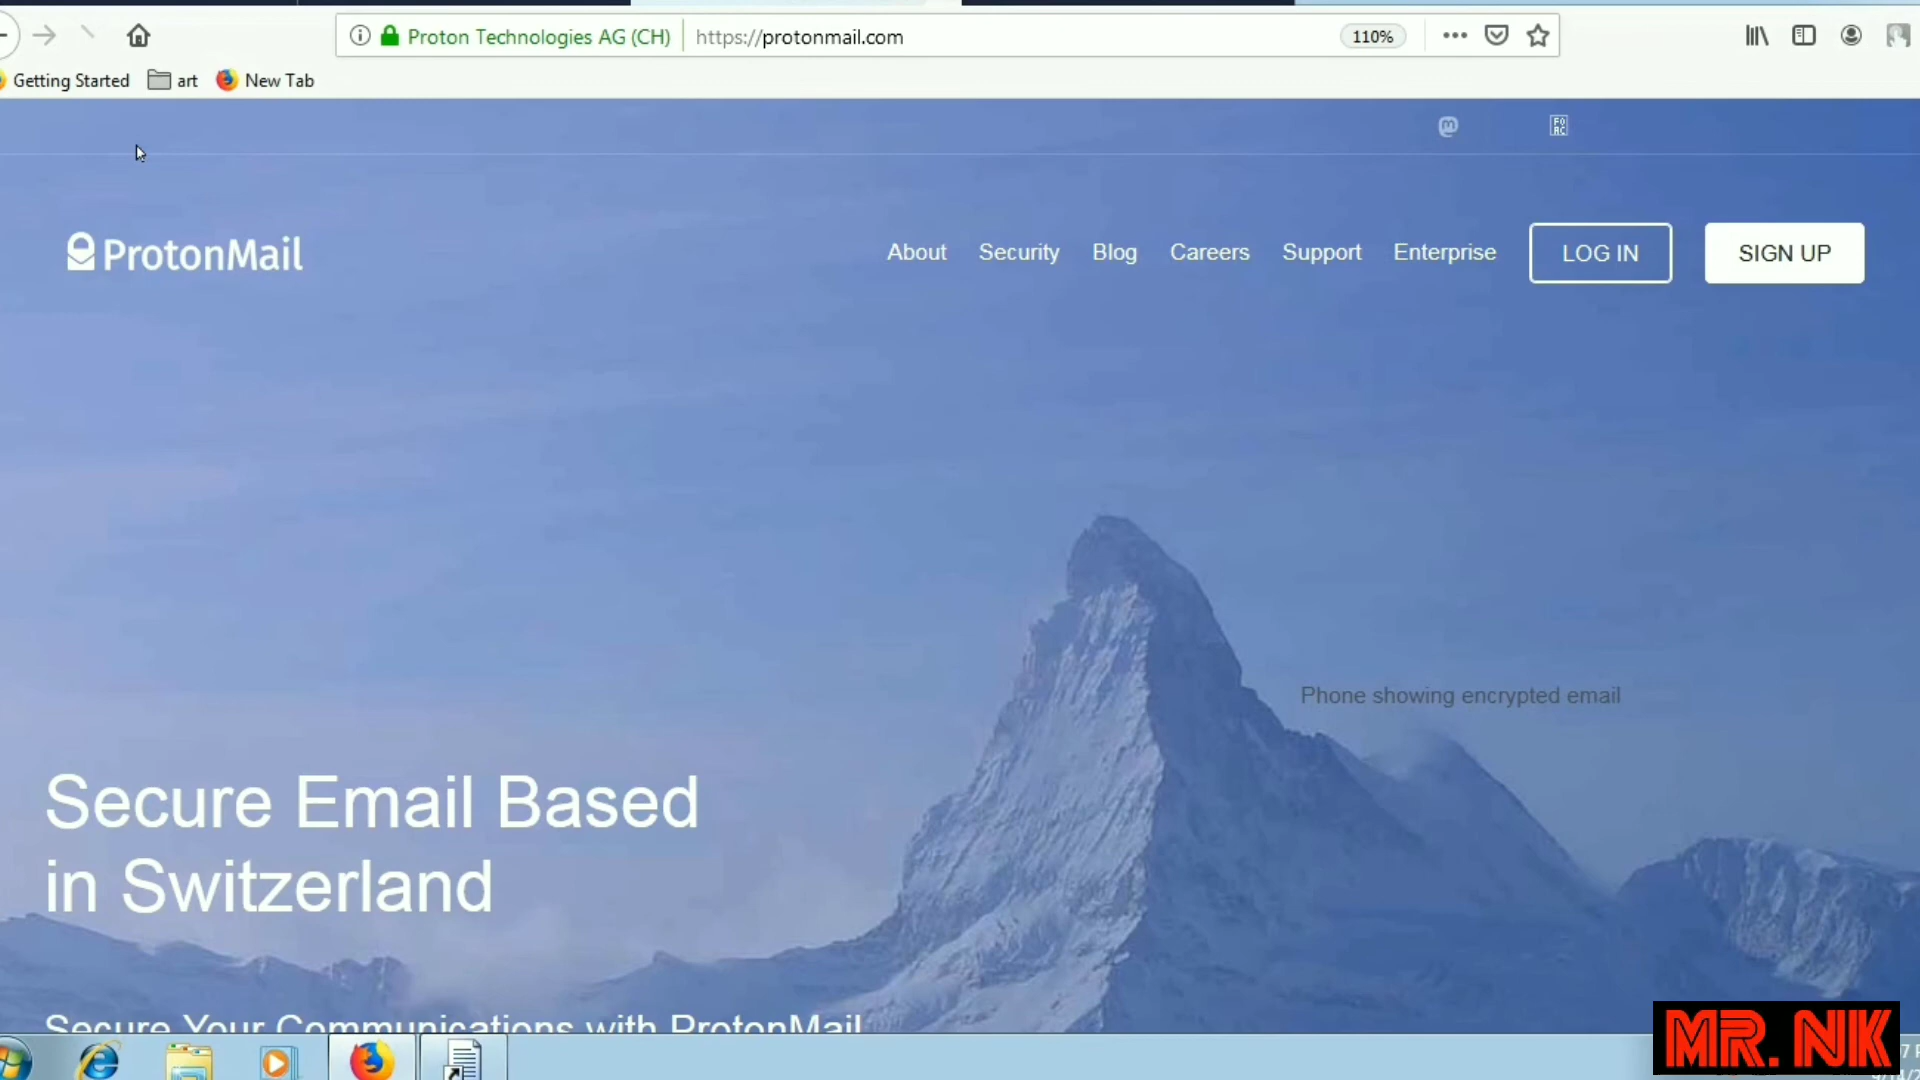 Proton Technologies AG (CH) https://protonmail.com 110%
Getting Started art New Tab
ProtonMail About Security Blog Careers Support Enterprise LOG IN SIGN UP
Phone showing encrypted email
Secure Email Based
in Switzerland
Secure Your Communications with ProtonMail
MR. NK